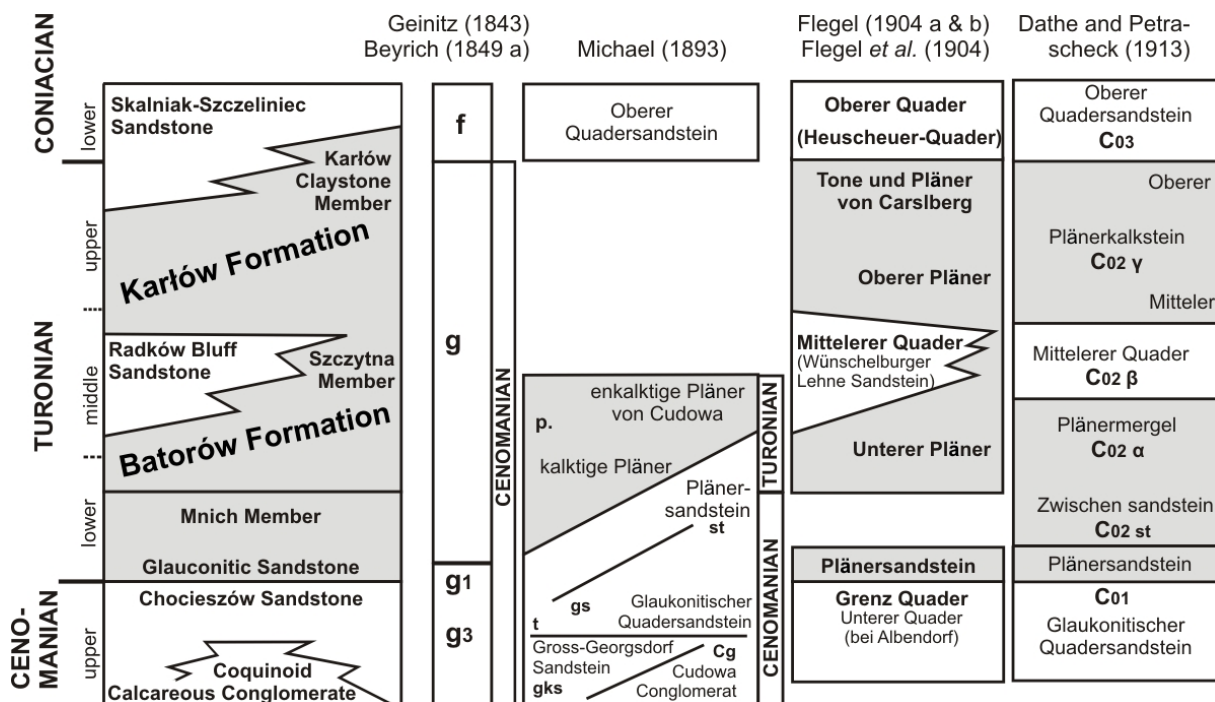 Geinitz (1843)
Beyrich (1849 a)
Michael (1893)
Flegel (1904 a & b)
Flegel et al. (1904)
Dathe and Petra-
scheck (1913)
CONIACIAN
lower
TURONIAN
upper
middle
lower
CENO-
MANIAN
upper
Skalniak-Szczeliniec
Sandstone
Karłów
Claystone
Member
Karłów Formation
Radków Bluff
Sandstone
Szczytna
Member
Batorów Formation
Mnich Member
Glauconitic Sandstone
Chocieszów Sandstone
Coquinoid
Calcareous Conglomerate
f
g
g1
g3
CENOMANIAN
Oberer
Quadersandstein
enkalktige Pläner
von Cudowa
p.
kalktige Pläner
Pläner-
sandstein
st
gs
t
Glaukonitischer
Quadersandstein
Gross-Georgsdorf
Sandstein
gks
Cg
Cudowa
Conglomerat
TURONIAN
CENOMANIAN
Oberer Quader
(Heuscheuer-Quader)
Tone und Pläner
von Carslberg
Oberer Pläner
Mittelerer Quader
(Wünschelburger
Lehne Sandstein)
Unterer Pläner
Plänersandstein
Grenz Quader
Unterer Quader
(bei Albendorf)
Oberer
Quadersandstein
C03
Oberer
Plänerkalkstein
C02 γ
Mitteler
Mittelerer Quader
C02 β
Plänermergel
C02 α
Zwischen sandstein
C02 st
Plänersandstein
C01
Glaukonitischer
Quadersandstein